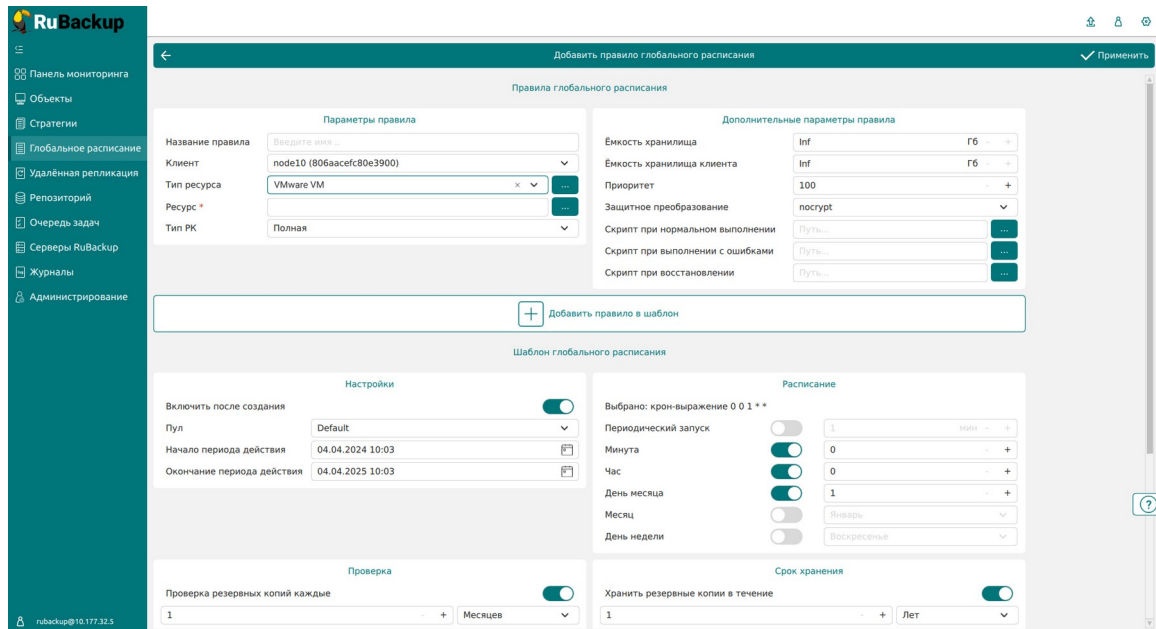 RuBackup
Добавить правило глобального расписания
Применить
Панель мониторинга
Объекты
Стратегии
Глобальное расписание
Удалённая репликация
Репозиторий
Очередь задач
Серверы RuBackup
Журналы
Администрирование
rubackup@10.177.32.5
Правила глобального расписания
Параметры правила
Название правила Введите имя ..
Клиент node10 (806aacefc80e3900)
Тип ресурса VMware VM × ...
Ресурс * ...
Тип РК Полная
Дополнительные параметры правила
Ёмкость хранилища Inf Гб - +
Ёмкость хранилища клиента Inf Гб - +
Приоритет 100 - +
Защитное преобразование nocrypt
Скрипт при нормальном выполнении Путь... ...
Скрипт при выполнении с ошибками Путь... ...
Скрипт при восстановлении Путь... ...
+ Добавить правило в шаблон
Шаблон глобального расписания
Настройки
Включить после создания
Пул Default
Начало периода действия 04.04.2024 10:03
Окончание периода действия 04.04.2025 10:03
Расписание
Выбрано: крон-выражение 0 0 1 * *
Периодический запуск 1 мин - +
Минута 0 - +
Час 0 - +
День месяца 1 - +
Месяц Январь
День недели Воскресенье
Проверка
Проверка резервных копий каждые
1 - + Месяцев
Срок хранения
Хранить резервные копии в течение
1 - + Лет
?